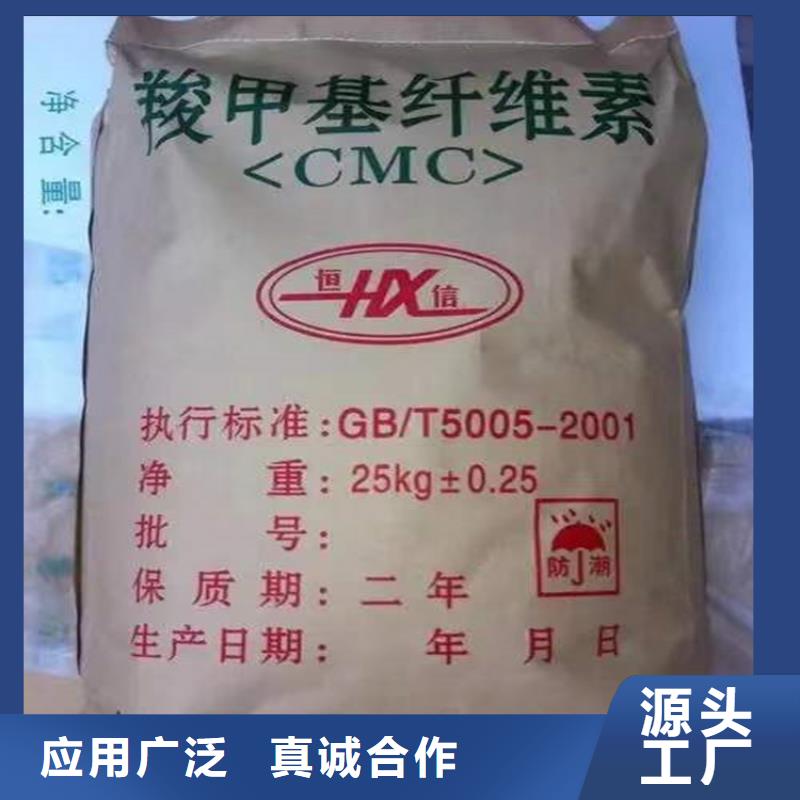 净含量:
羧甲基纤维素
<CMC>
恒HX信
执行标准:GB/T5005-2001
净 重:25kg±0.25
批 号:
保质期:二年
生产日期: 年 月 日
防潮
应用广泛 真诚合作
源头
工厂